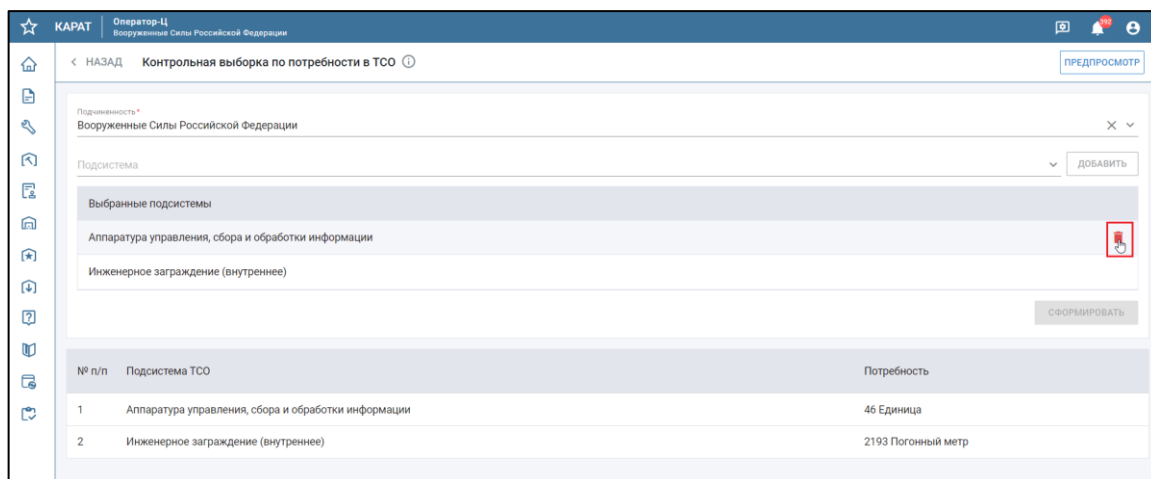 КАРАТ
Оператор-Ц
Вооруженные Силы Российской Федерации
392
НАЗАД Контрольная выборка по потребности в ТСО
ПРЕДПРОСМОТР
Подчиненность*
Вооруженные Силы Российской Федерации
Подсистема
ДОБАВИТЬ
Выбранные подсистемы
Аппаратура управления, сбора и обработки информации
Инженерное заграждение (внутреннее)
СФОРМИРОВАТЬ
№ п/п Подсистема ТСО Потребность
1 Аппаратура управления, сбора и обработки информации 46 Единица
2 Инженерное заграждение (внутреннее) 2193 Погонный метр